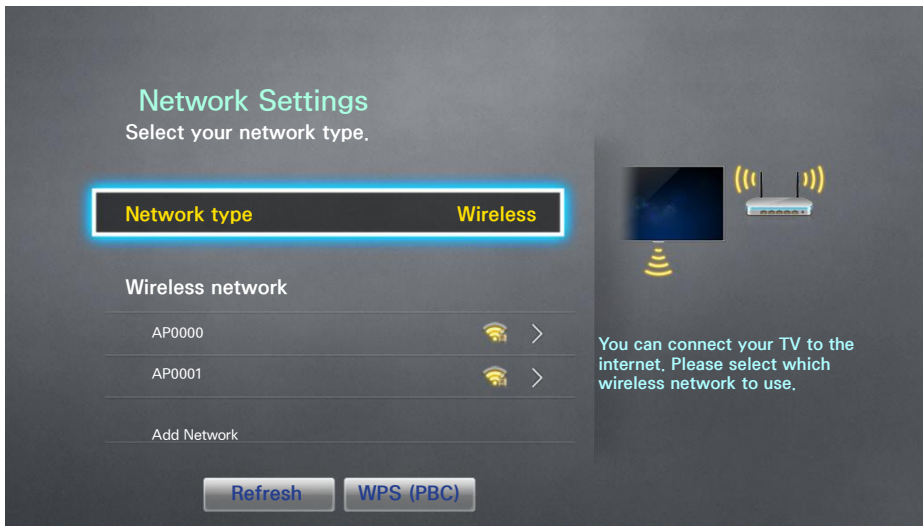 Network Settings
Select your network type.
Network type Wireless
Wireless network
AP0000
AP0001
Add Network
Refresh WPS (PBC)
You can connect your TV to the
internet. Please select which
wireless network to use.